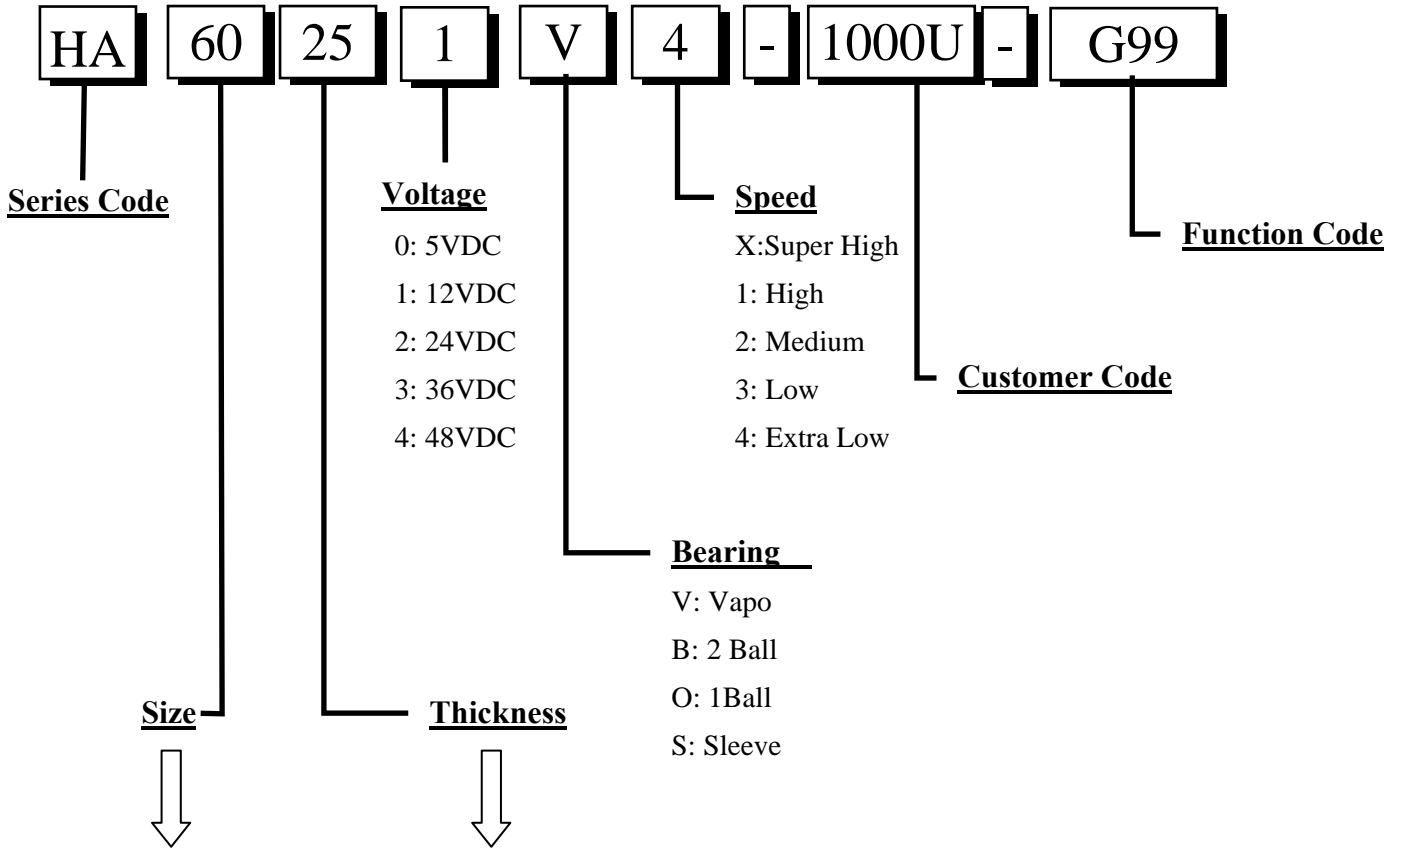 HA 60 25 1 V 4 - 1000U - G99
Series Code
Voltage
0: 5VDC
1: 12VDC
2: 24VDC
3: 36VDC
4: 48VDC
Speed
X:Super High
1: High
2: Medium
3: Low
4: Extra Low
Function Code
Customer Code
Bearing
V: Vapo
B: 2 Ball
O: 1Ball
S: Sleeve
Size
Thickness